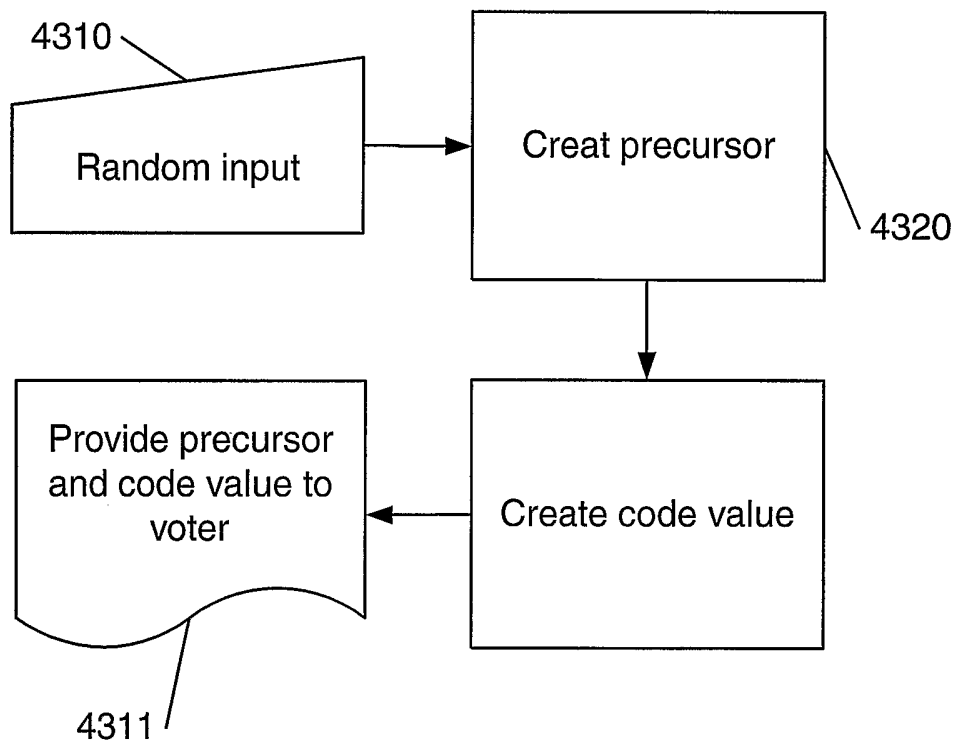 4310
Random input
Creat precursor
4320
Provide precursor
and code value to
voter
Create code value
4311